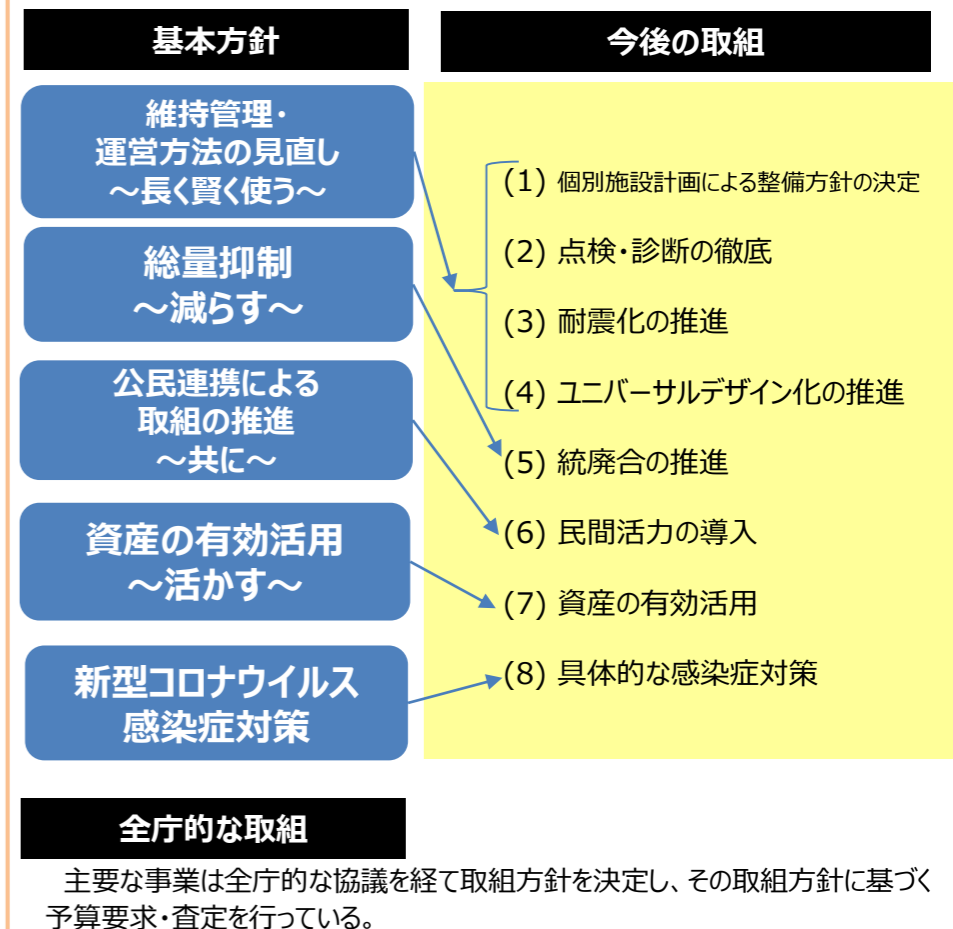 基本方針
今後の取組
維持管理・
運営方法の見直し
～長く賢く使う～
総量抑制
～減らす～
公民連携による
取組の推進
～共に～
資産の有効活用
～活かす～
新型コロナウイルス
感染症対策
(1) 個別施設計画による整備方針の決定
(2) 点検・診断の徹底
(3) 耐震化の推進
(4) ユニバーサルデザイン化の推進
(5) 統廃合の推進
(6) 民間活力の導入
(7) 資産の有効活用
(8) 具体的な感染症対策
全庁的な取組
主要な事業は全庁的な協議を経て取組方針を決定し、その取組方針に基づく
予算要求・査定を行っている。